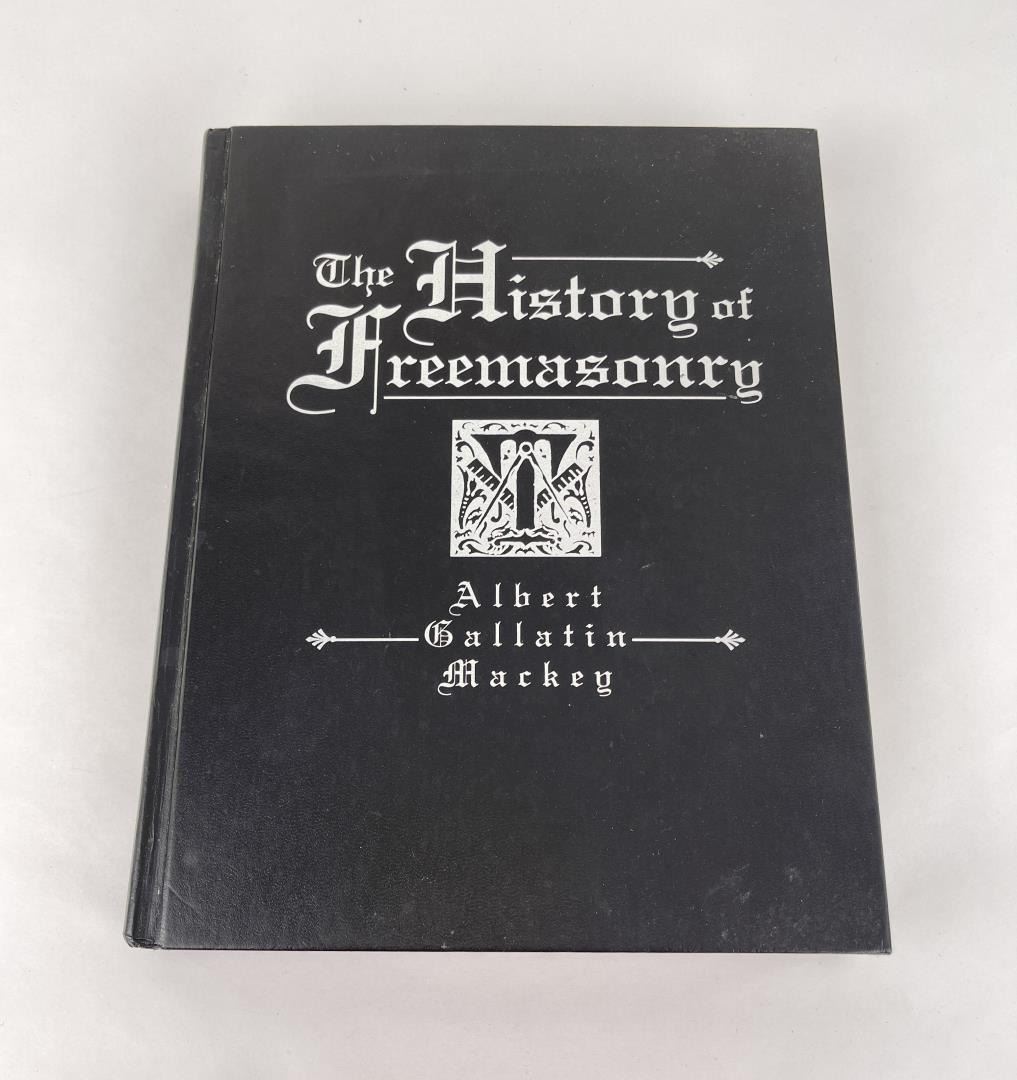 The History of
Freemasonry
Albert
Gallatin
Mackey